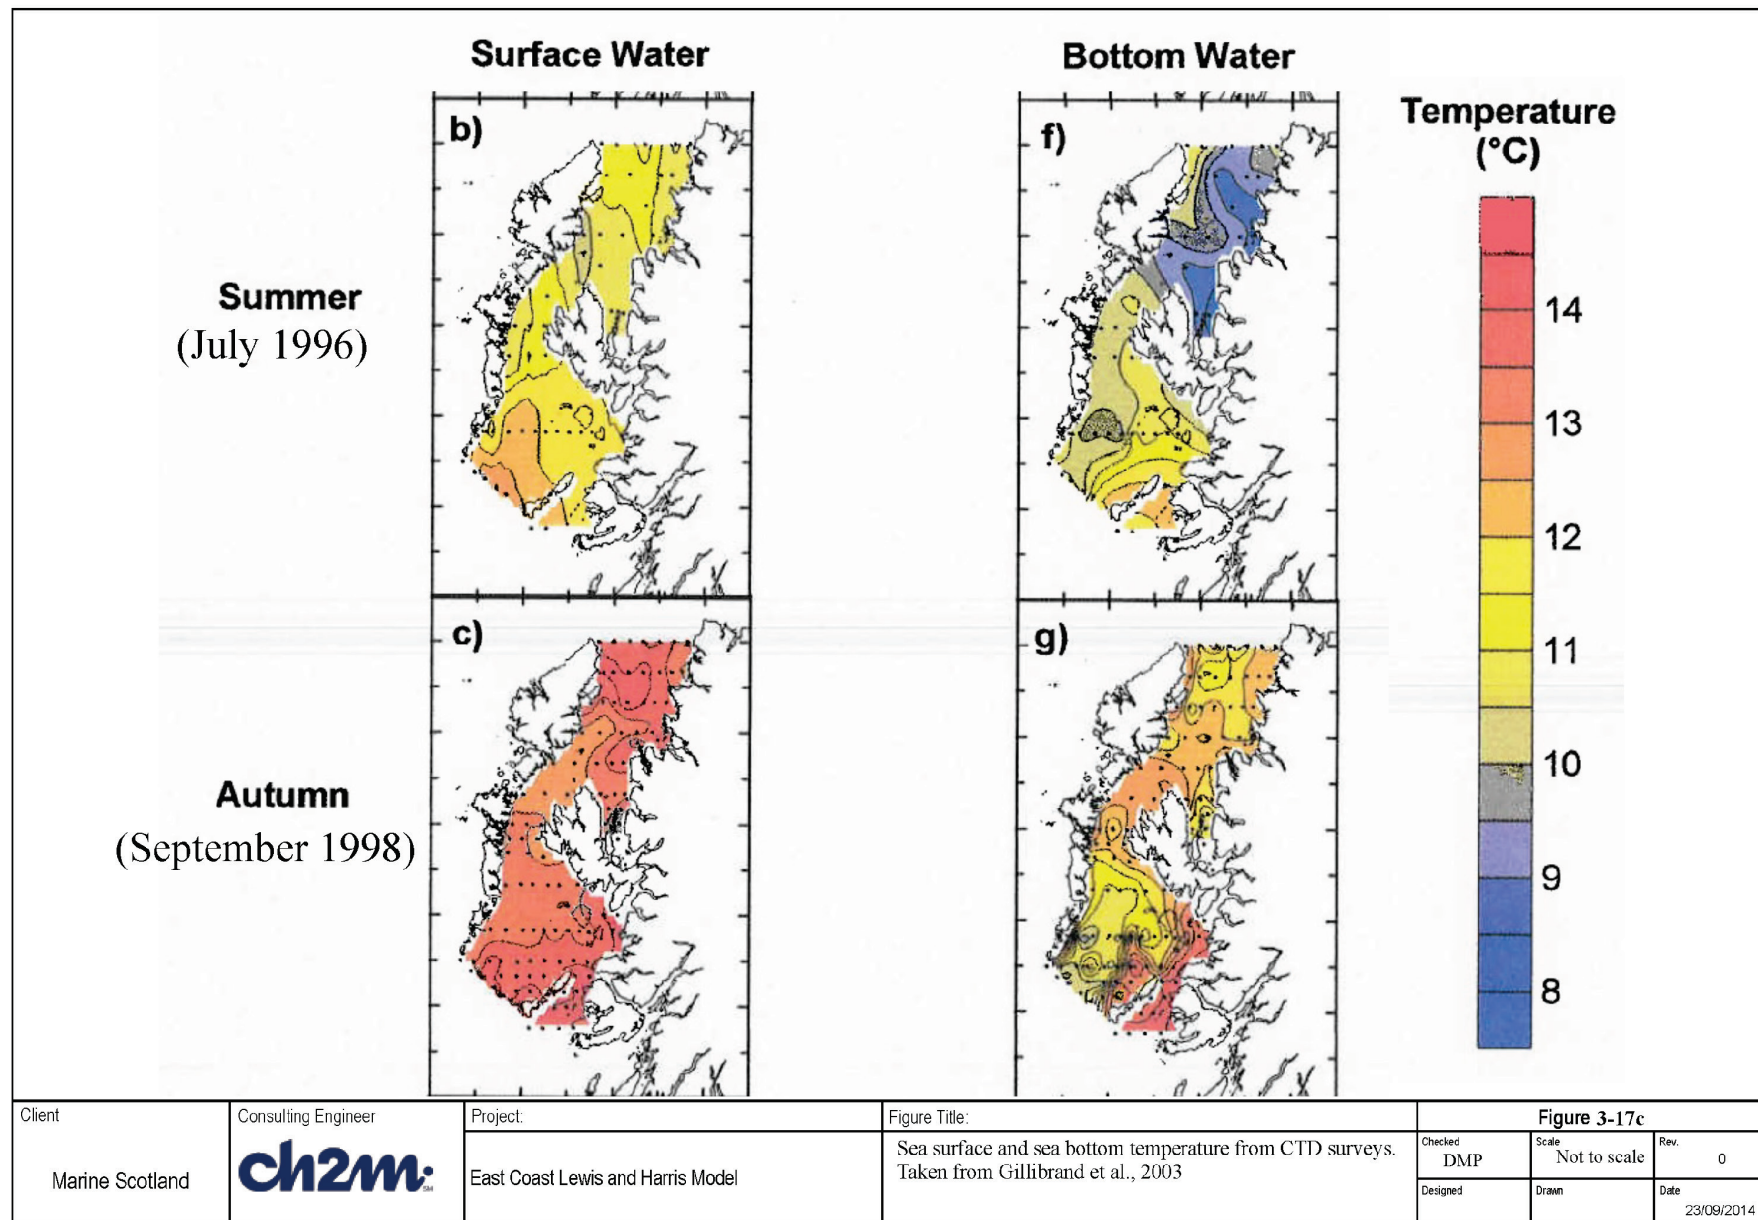 Surface Water
Bottom Water
Temperature
(°C)
b)
f)
Summer
(July 1996)
14
13
12
11
10
9
8
c)
g)
Autumn
(September 1998)
Client
Marine Scotland
Consulting Engineer
ch2m:
SM
Project:
East Coast Lewis and Harris Model
Figure Title:
Sea surface and sea bottom temperature from CTD surveys.
Taken from Gillibrand et al., 2003
Figure 3-17c
Checked
DMP
Scale
Not to scale
Rev.
0
Designed
Drawn
Date
23/09/2014